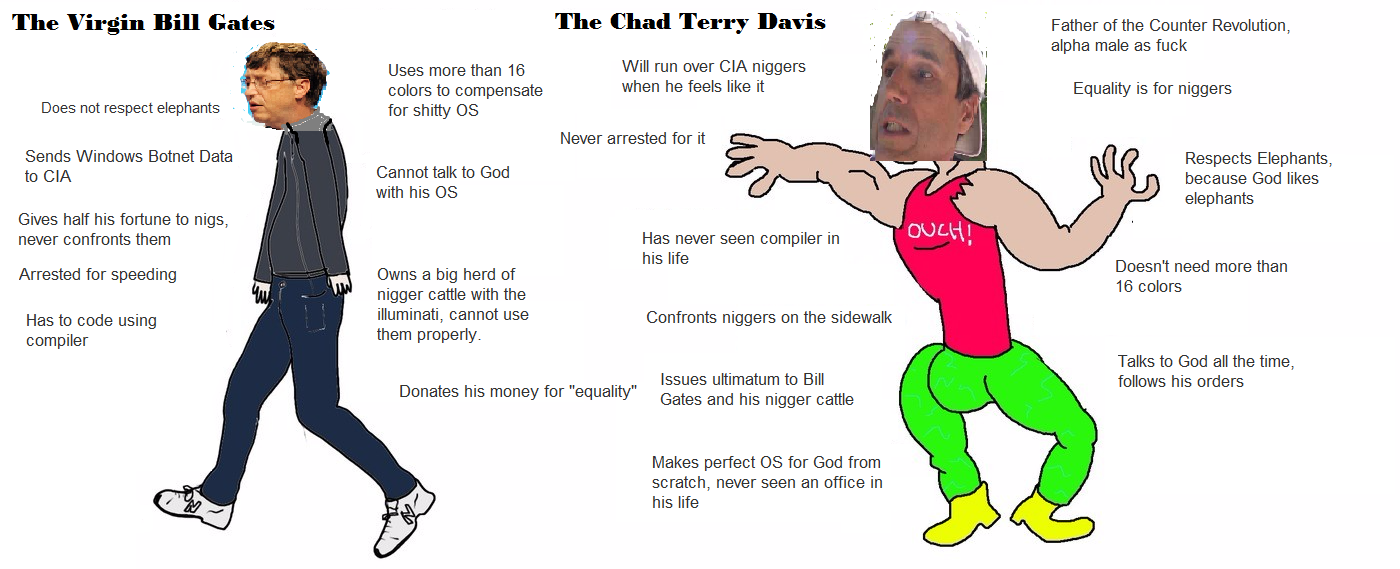 The Virgin Bill Gates
Does not respect elephants
Sends Windows Botnet Data
to CIA
Gives half his fortune to nigs,
never confronts them
Arrested for speeding
Has to code using
compiler
Uses more than 16
colors to compensate
for shitty OS
Cannot talk to God
with his OS
Owns a big herd of
nigger cattle with the
illuminati, cannot use
them properly.
Donates his money for "equality"
The Chad Terry Davis
Will run over CIA niggers
when he feels like it
Never arrested for it
Has never seen compiler in
his life
Confronts niggers on the sidewalk
Issues ultimatum to Bill
Gates and his nigger cattle
Makes perfect OS for God from
scratch, never seen an office in
his life
OUCH!
Father of the Counter Revolution,
alpha male as fuck
Equality is for niggers
Respects Elephants,
because God likes
elephants
Doesn't need more than
16 colors
Talks to God all the time,
follows his orders